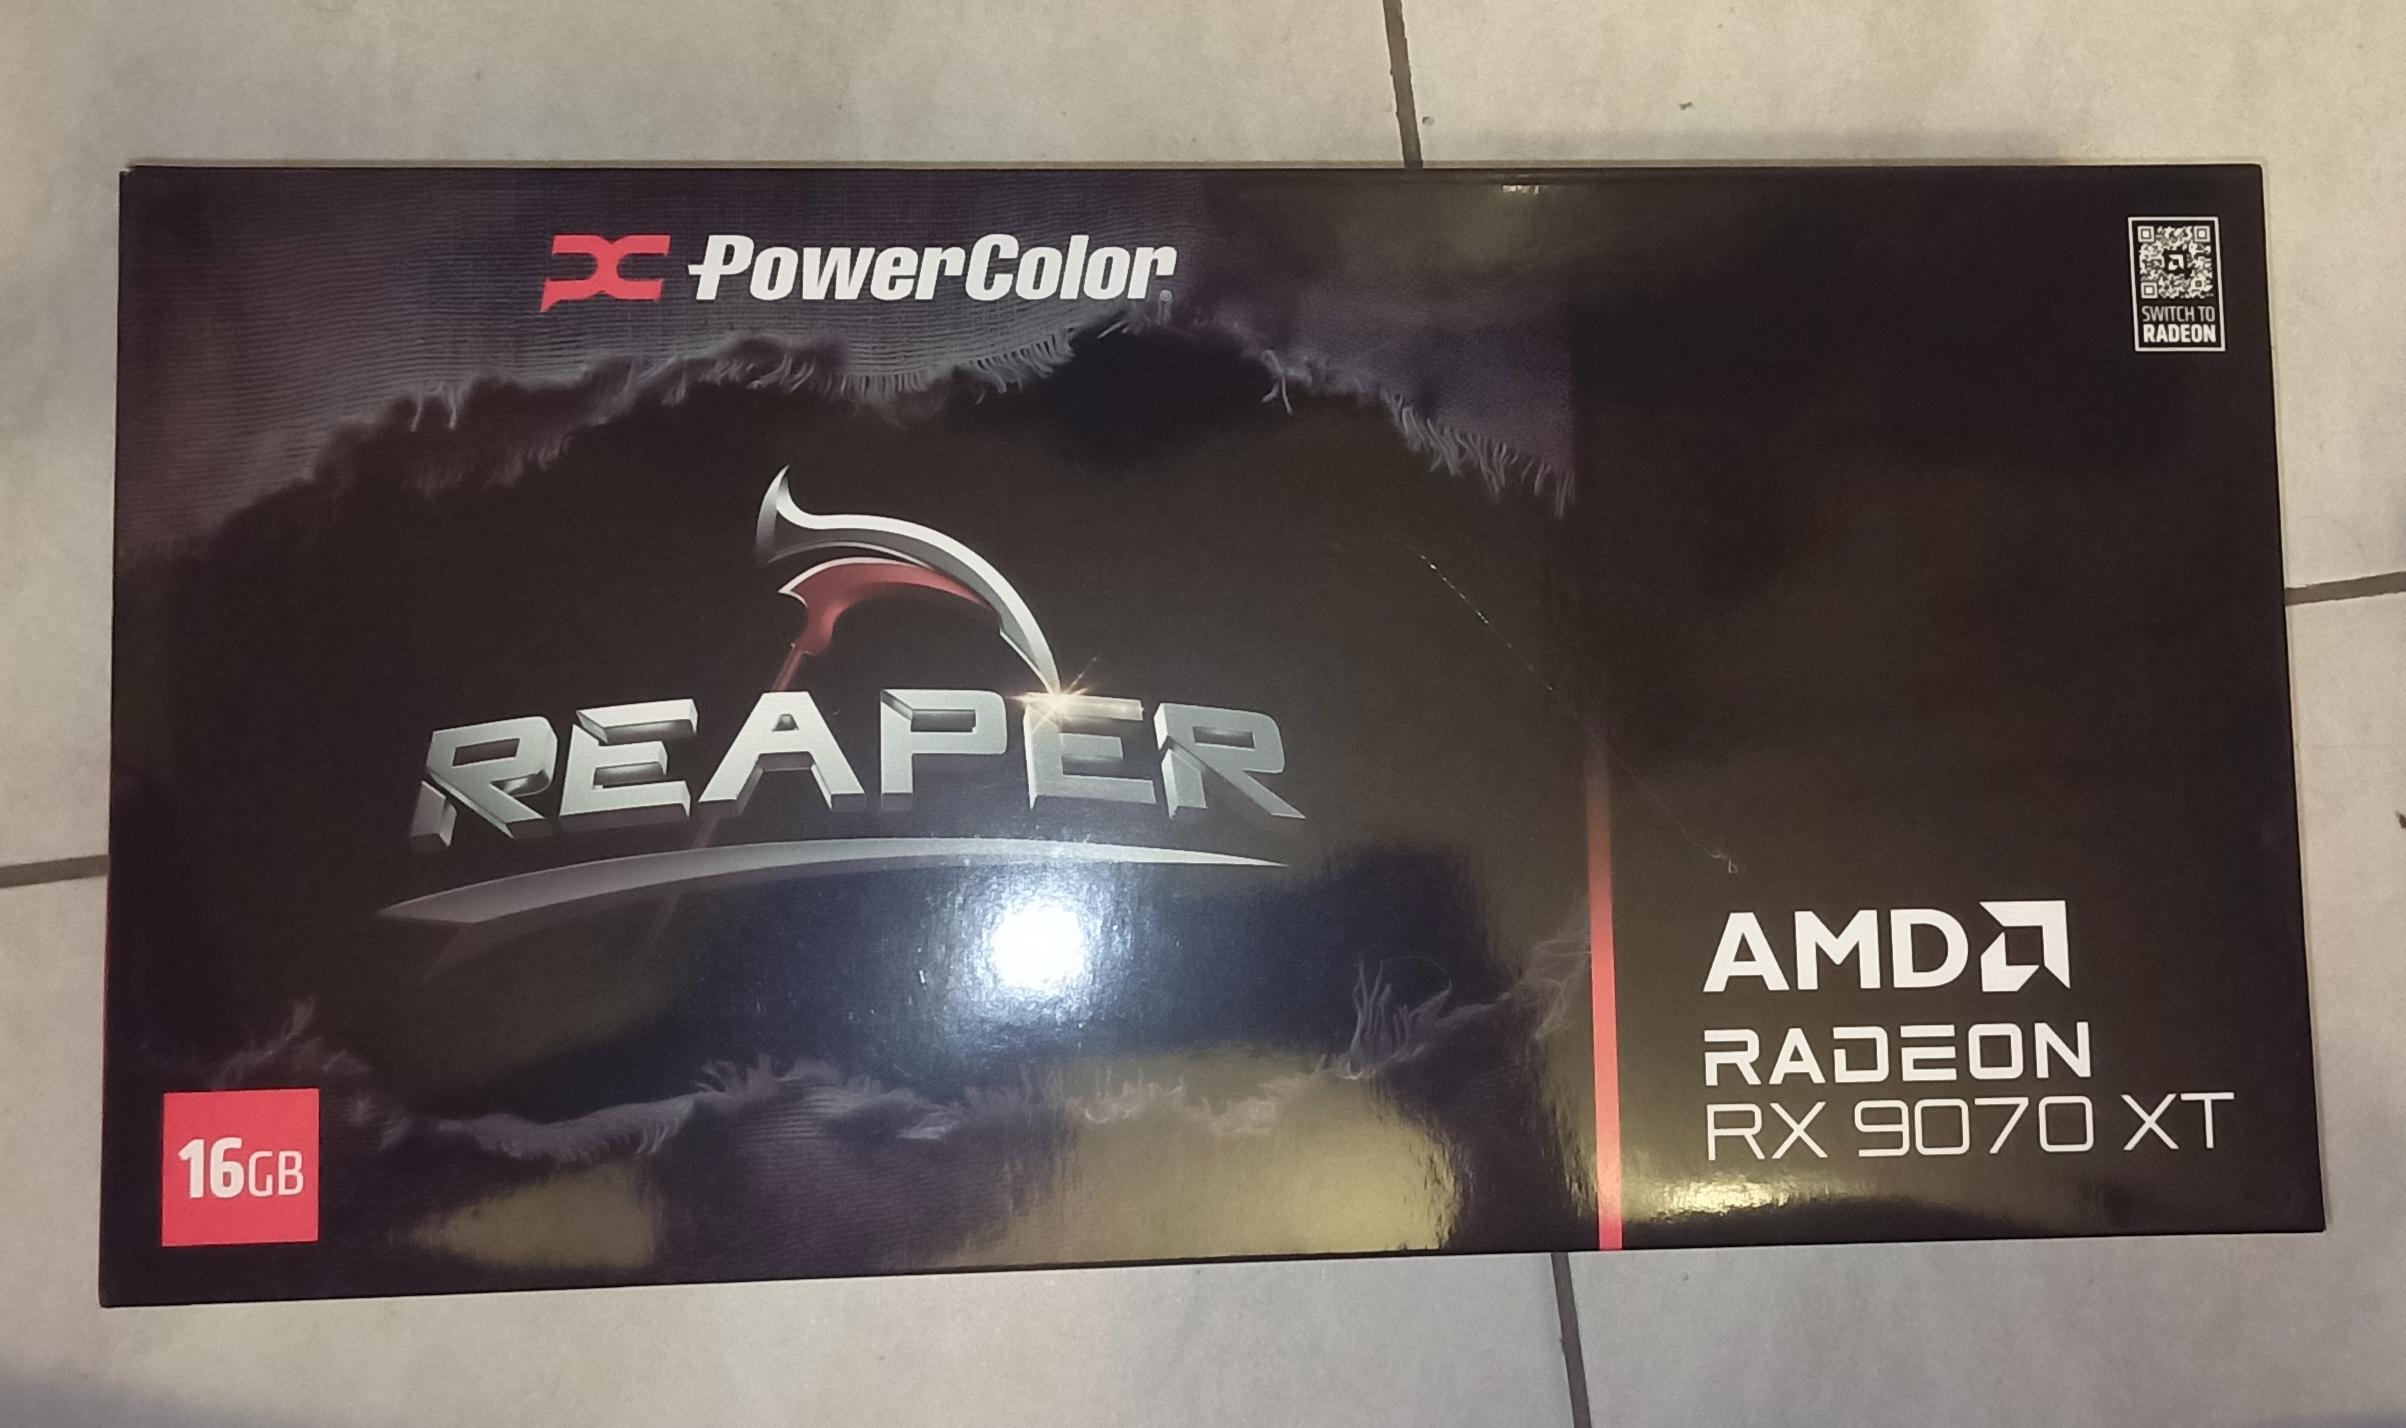 PowerColor
SWITCH TO
RADEON
REAPER
AMD
RADEON
RX 9070 XT
16GB